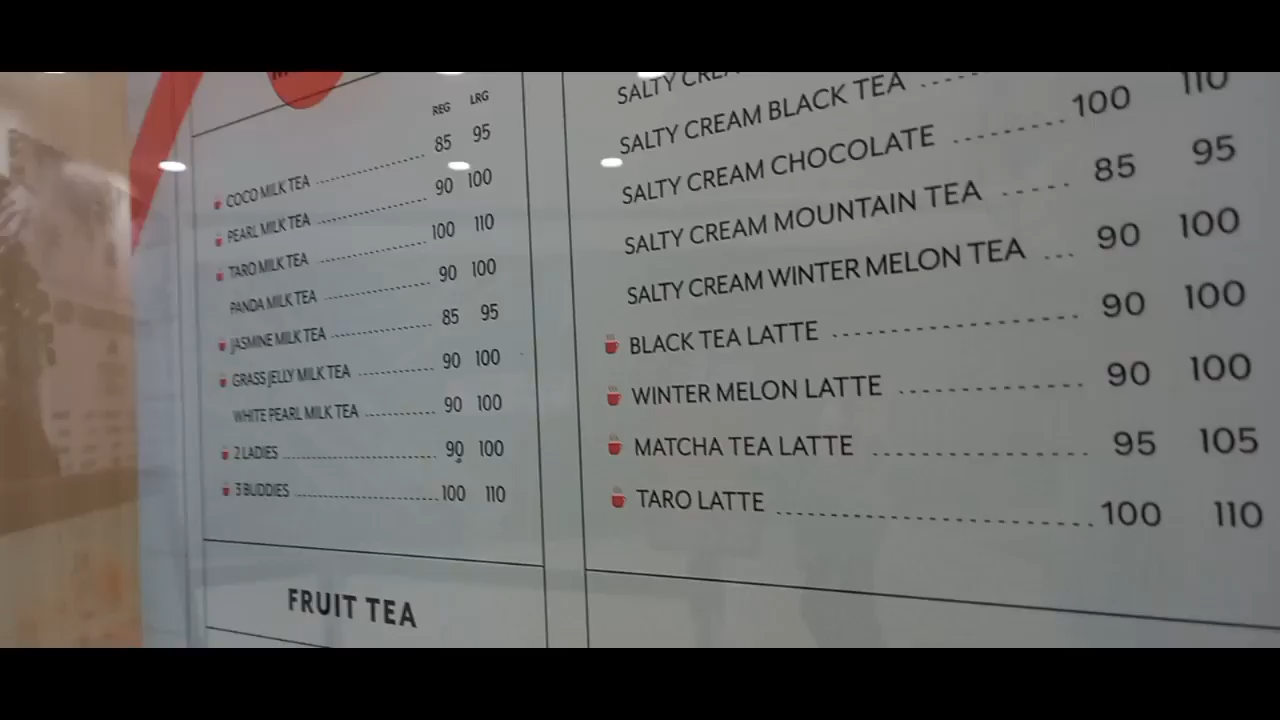 REG LRG
COCO MILK TEA 85 95
PEARL MILK TEA 90 100
TARO MILK TEA 100 110
PANDA MILK TEA 90 100
JASMINE MILK TEA 85 95
GRASS JELLY MILK TEA 90 100
WHITE PEARL MILK TEA 90 100
2 LADIES 90 100
3 BUDDIES 100 110
FRUIT TEA
SALTY
SALTY CREAM BLACK TEA
SALTY CREAM CHOCOLATE 100 110
SALTY CREAM MOUNTAIN TEA 85 95
SALTY CREAM WINTER MELON TEA 90 100
BLACK TEA LATTE 90 100
WINTER MELON LATTE 90 100
MATCHA TEA LATTE 95 105
TARO LATTE 100 110